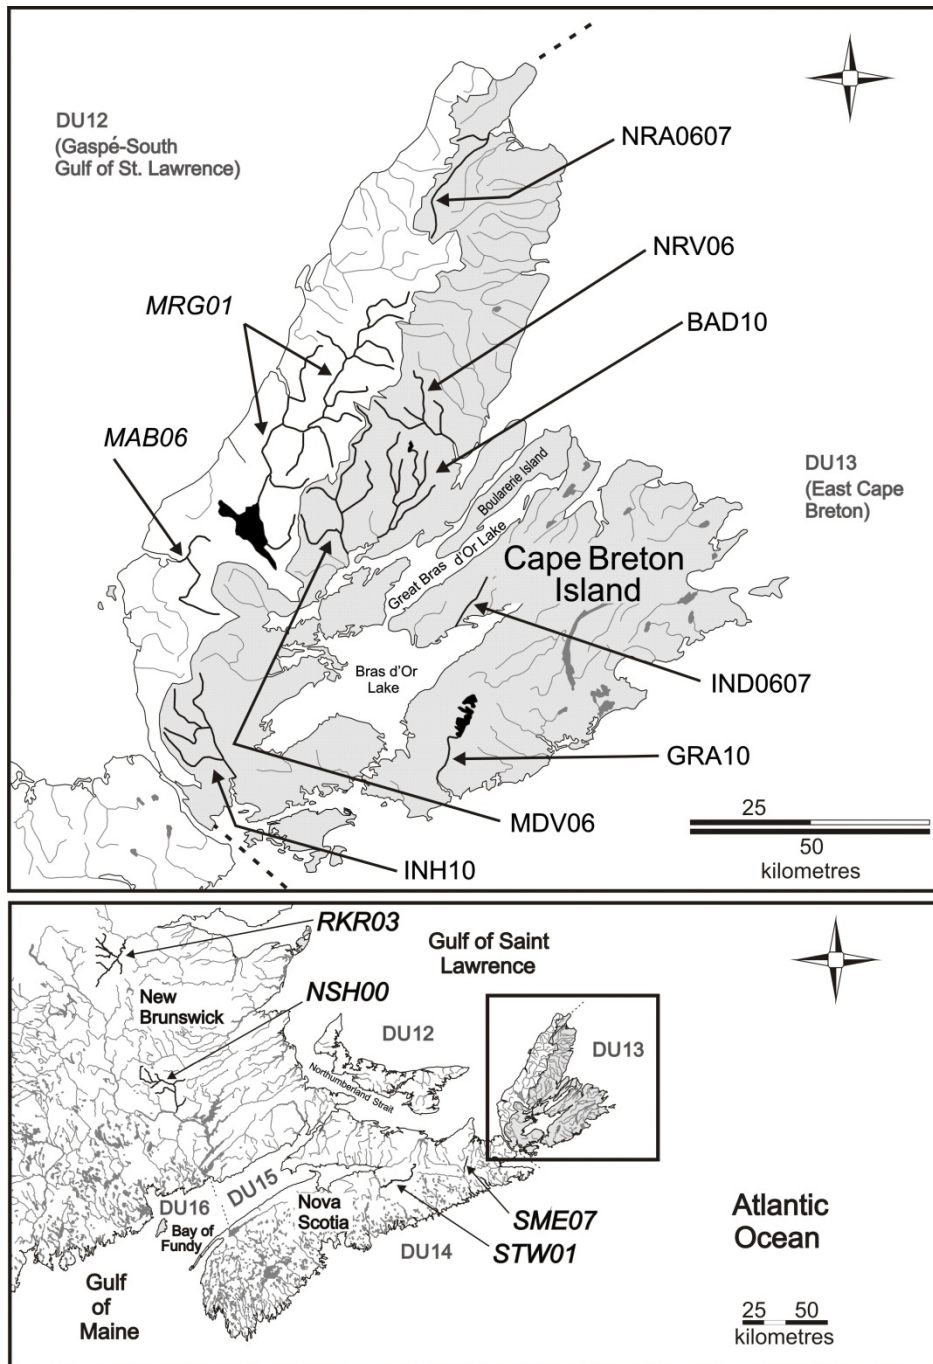 DU12
(Gaspé-South
Gulf of St. Lawrence)
NRA0607
NRV06
MRG01
BAD10
MAB06
DU13
(East Cape
Breton)
Boularerie Island
Great Bras d'Or Lake
Cape Breton
Island
Bras d'Or
Lake
IND0607
GRA10
MDV06
INH10
25
50
kilometres
RKR03
Gulf of Saint
Lawrence
New
Brunswick
NSH00
DU12
DU13
Northumberland Strait
DU15
DU16
Bay of
Fundy
Nova
Scotia
SME07
STW01
DU14
Gulf
of
Maine
Atlantic
Ocean
25 50
kilometres